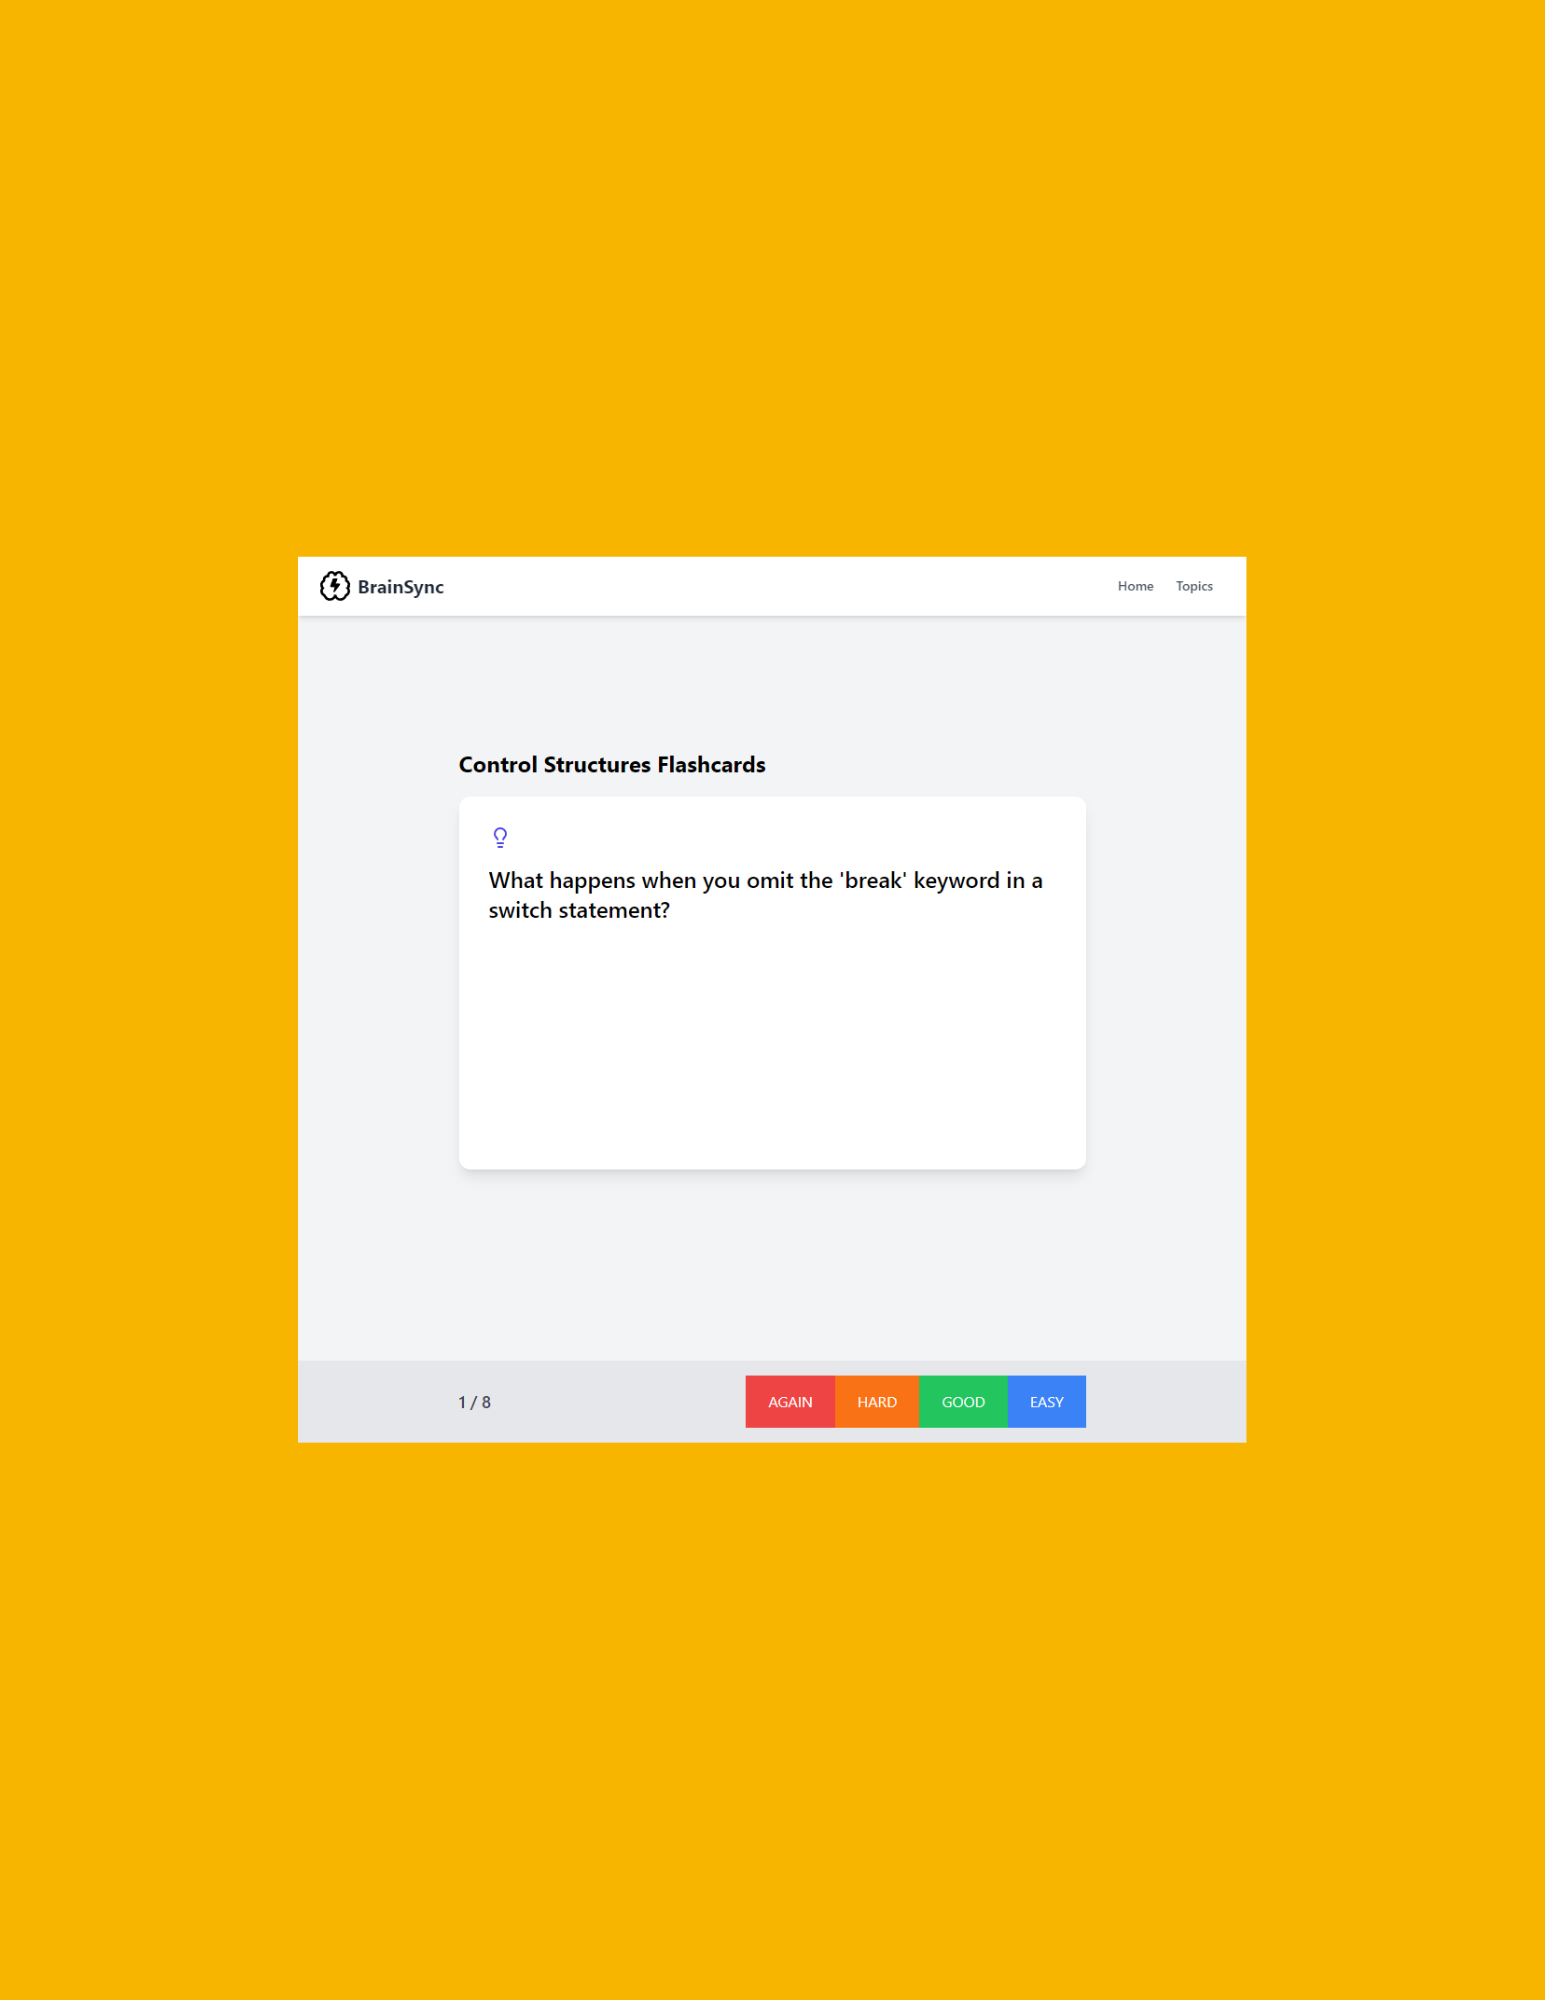 BrainSync
Home
Topics
Control Structures Flashcards
What happens when you omit the 'break' keyword in a
switch statement?
1 / 8
AGAIN
HARD
GOOD
EASY